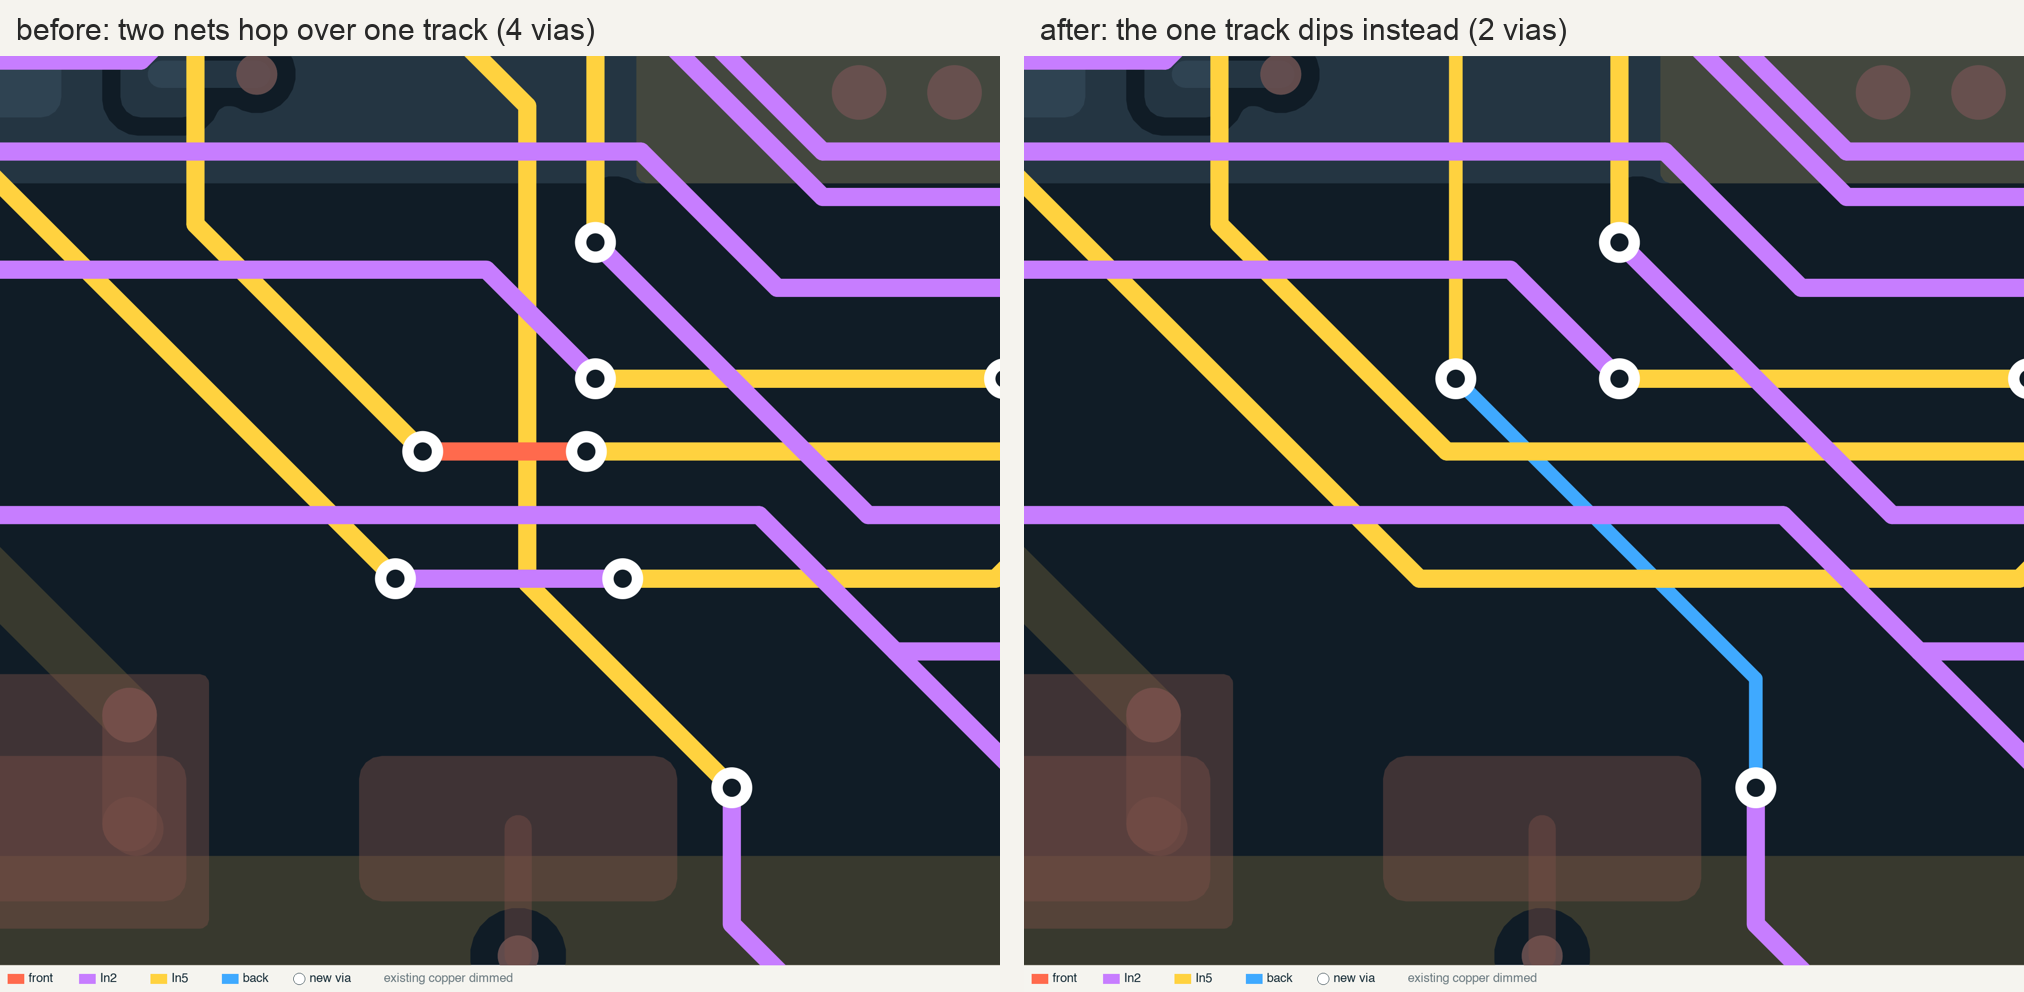 before: two nets hop over one track (4 vias)
after: the one track dips instead (2 vias)
front In2 In5 back new via existing copper dimmed
front In2 In5 back new via existing copper dimmed